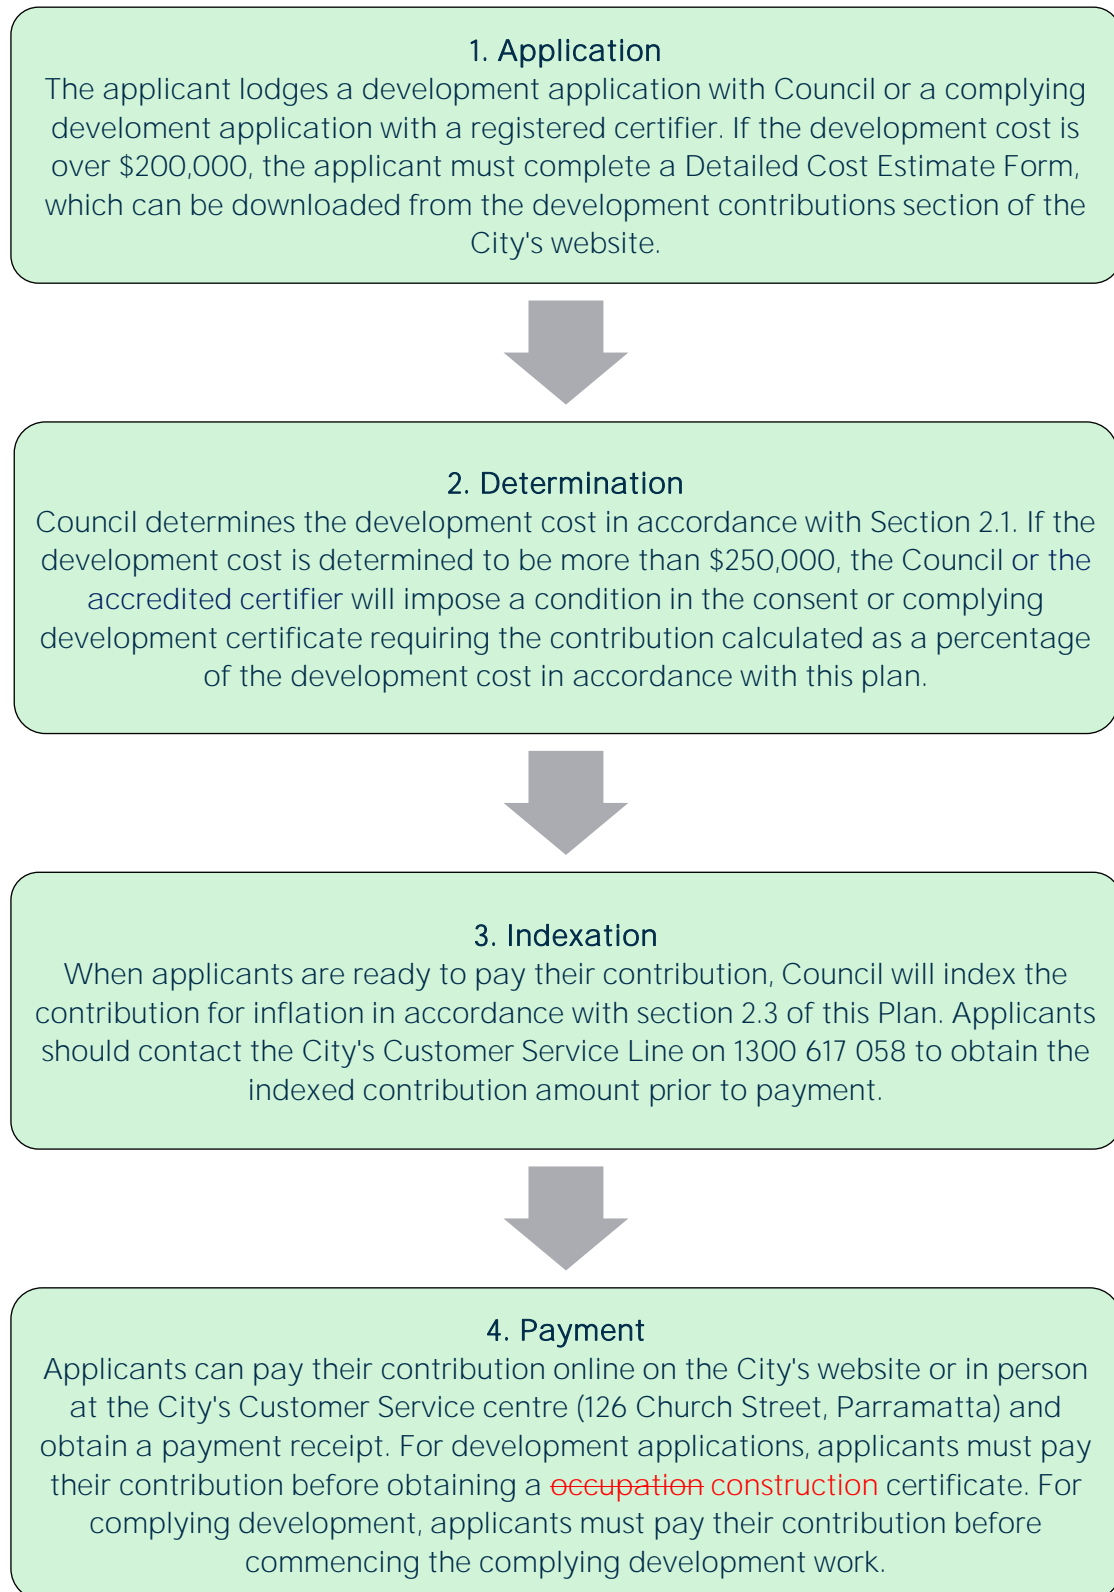 1. Application
The applicant lodges a development application with Council or a complying
develoment application with a registered certifier. If the development cost is
over $200,000, the applicant must complete a Detailed Cost Estimate Form,
which can be downloaded from the development contributions section of the
City's website.
2. Determination
Council determines the development cost in accordance with Section 2.1. If the
development cost is determined to be more than $250,000, the Council or the
accredited certifier will impose a condition in the consent or complying
development certificate requiring the contribution calculated as a percentage
of the development cost in accordance with this plan.
3. Indexation
When applicants are ready to pay their contribution, Council will index the
contribution for inflation in accordance with section 2.3 of this Plan. Applicants
should contact the City's Customer Service Line on 1300 617 058 to obtain the
indexed contribution amount prior to payment.
4. Payment
Applicants can pay their contribution online on the City's website or in person
at the City's Customer Service centre (126 Church Street, Parramatta) and
obtain a payment receipt. For development applications, applicants must pay
their contribution before obtaining a occupation construction certificate. For
complying development, applicants must pay their contribution before
commencing the complying development work.